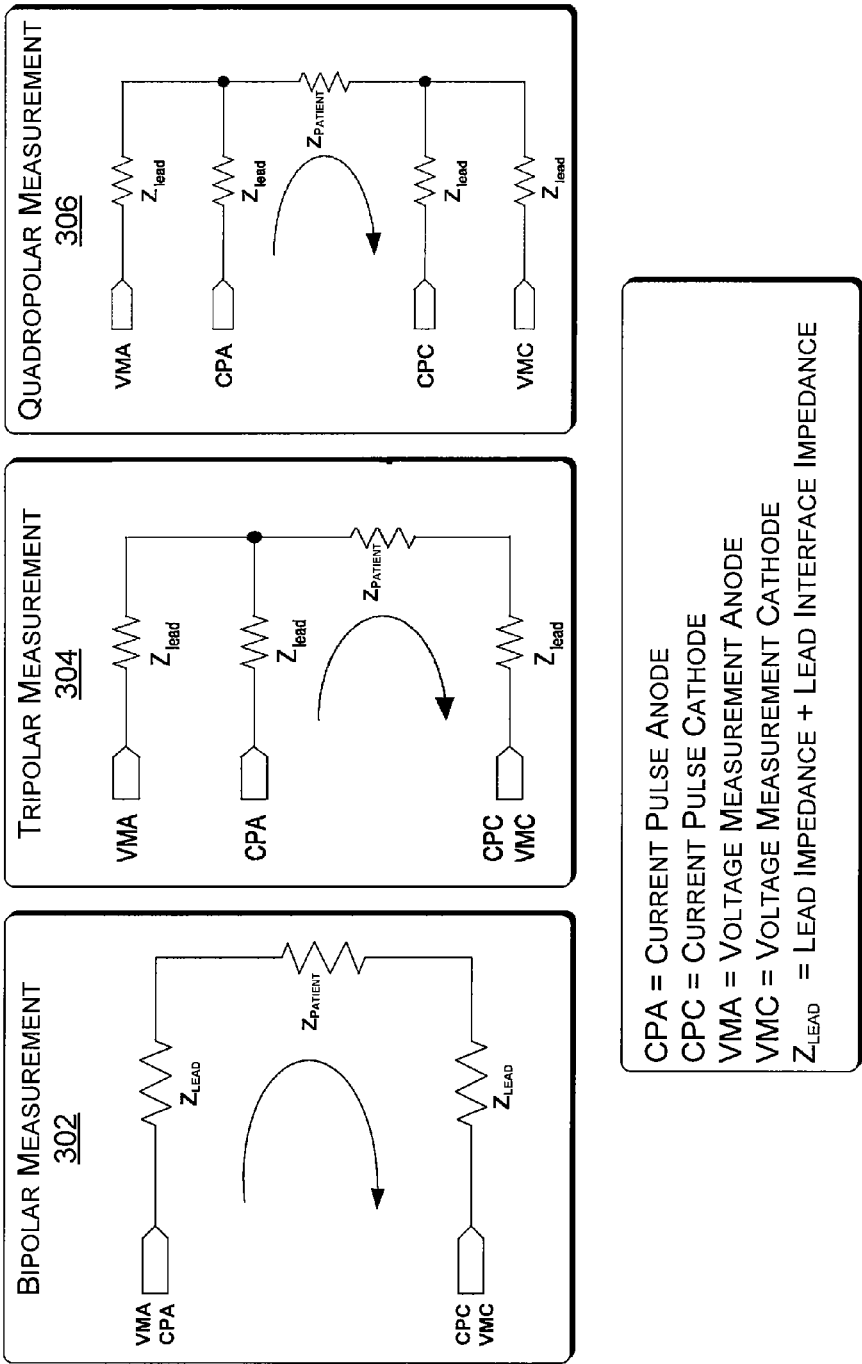 BIPOLAR MEASUREMENT
302
VMA
CPA
Z_LEAD
Z_PATIENT
Z_LEAD
CPC
VMC
TRIPOLAR MEASUREMENT
304
VMA
Z_lead
CPA
Z_lead
Z_PATIENT
CPC
VMC
Z_lead
QUADROPOLAR MEASUREMENT
306
VMA
Z_lead
CPA
Z_lead
Z_PATIENT
CPC
Z_lead
VMC
Z_lead
CPA = CURRENT PULSE ANODE
CPC = CURRENT PULSE CATHODE
VMA = VOLTAGE MEASUREMENT ANODE
VMC = VOLTAGE MEASUREMENT CATHODE
Z_LEAD = LEAD IMPEDANCE + LEAD INTERFACE IMPEDANCE